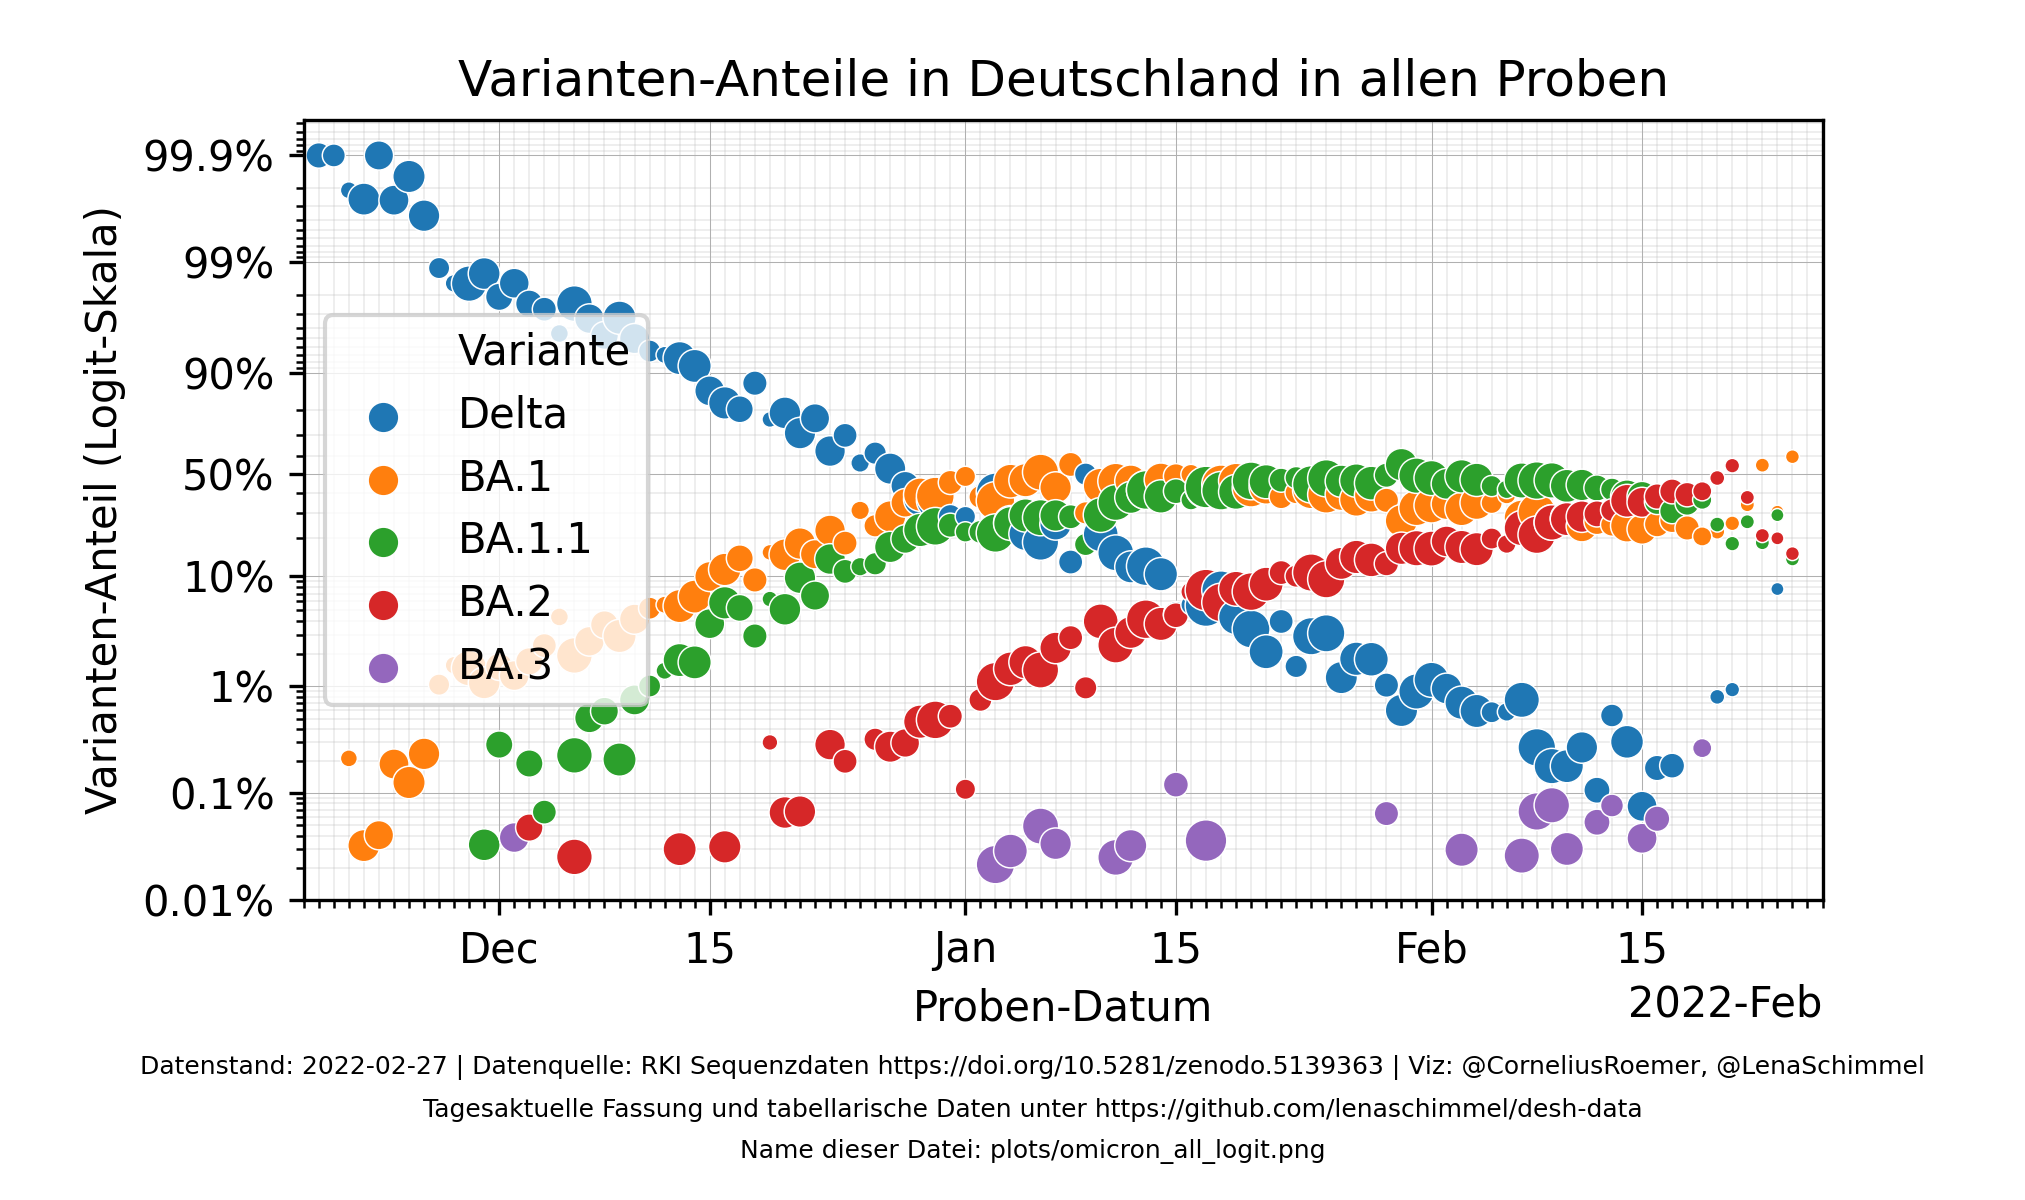 Varianten-Anteile in Deutschland in allen Proben
Varianten-Anteil (Logit-Skala)
99.9%
99%
90%
50%
10%
1%
0.1%
0.01%
Variante
Delta
BA.1
BA.1.1
BA.2
BA.3
Dec 15 Jan 15 Feb 15
Proben-Datum
2022-Feb
Datenstand: 2022-02-27 | Datenquelle: RKI Sequenzdaten https://doi.org/10.5281/zenodo.5139363 | Viz: @CorneliusRoemer, @LenaSchimmel
Tagesaktuelle Fassung und tabellarische Daten unter https://github.com/lenaschimmel/desh-data
Name dieser Datei: plots/omicron_all_logit.png